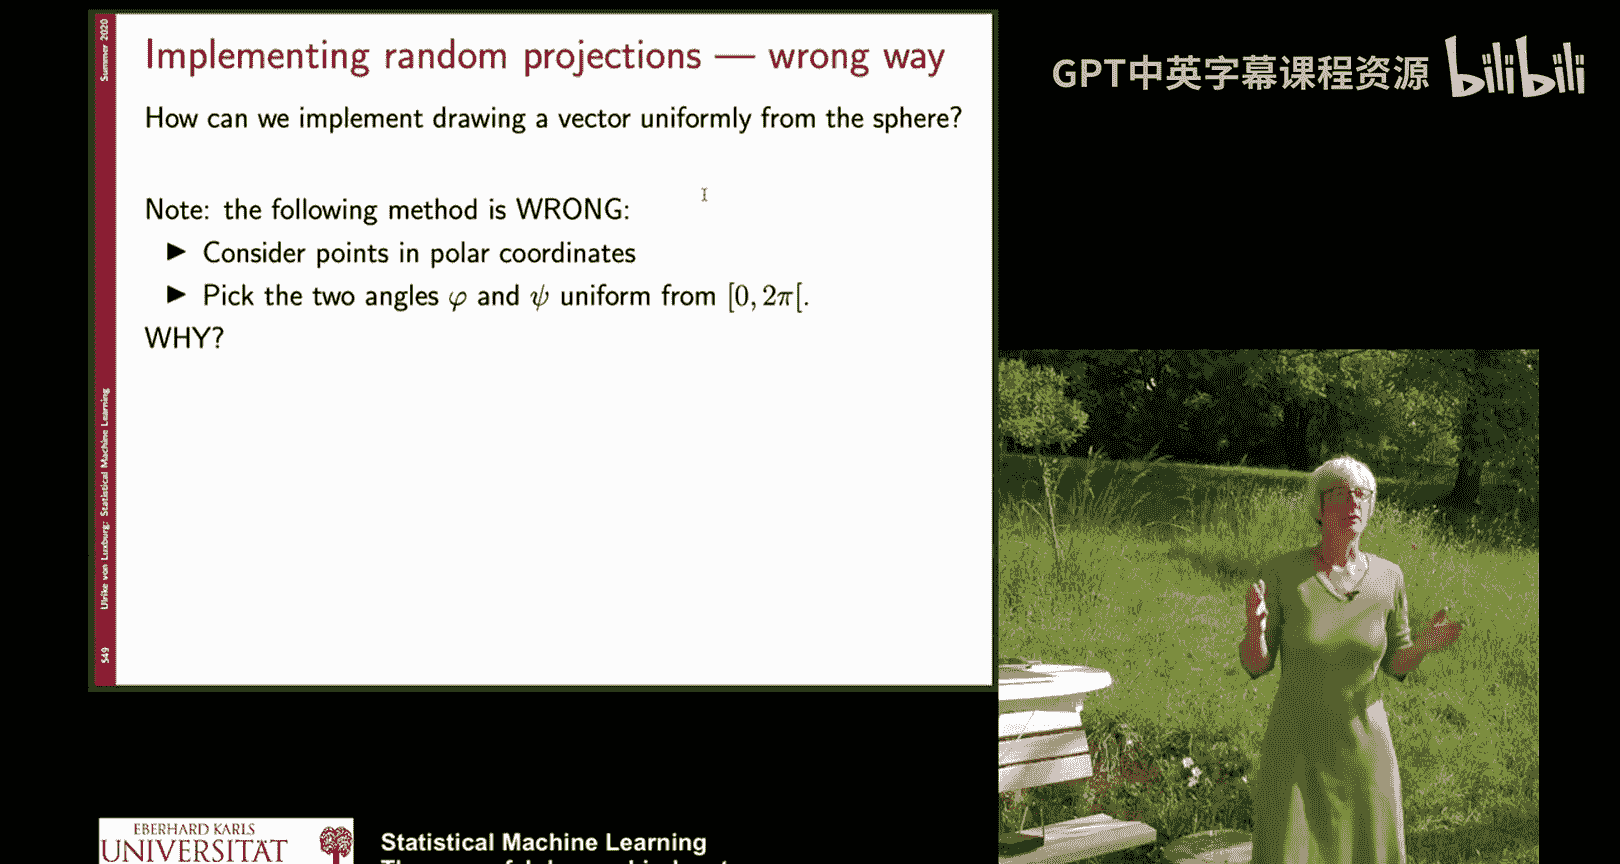 Implementing random projections — wrong way
How can we implement drawing a vector uniformly from the sphere?
Note: the following method is WRONG:
► Consider points in polar coordinates
► Pick the two angles φ and ψ uniform from [0, 2π[.
WHY?
Summer 2020
Ulrike von Luxburg: Statistical Machine Learning
549
GPT中英字幕课程资源
bilibili
EBERHARD KARLS
UNIVERSITÄT
Statistical Machine Learning